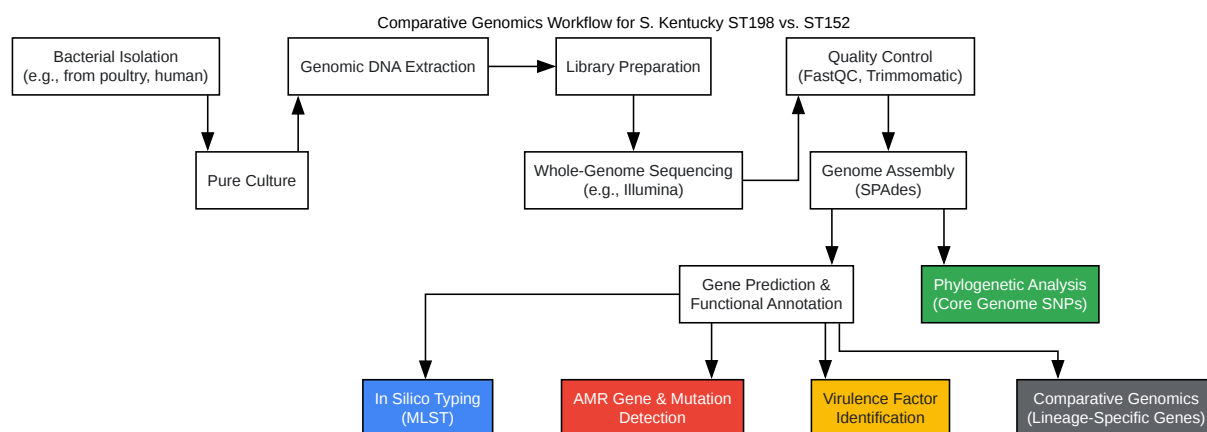 Comparative Genomics Workflow for S. Kentucky ST198 vs. ST152
Bacterial Isolation
(e.g., from poultry, human)
Pure Culture
Genomic DNA Extraction
Library Preparation
Whole-Genome Sequencing
(e.g., Illumina)
Quality Control
(FastQC, Trimmomatic)
Genome Assembly
(SPAdes)
Gene Prediction &
Functional Annotation
Phylogenetic Analysis
(Core Genome SNPs)
In Silico Typing
(MLST)
AMR Gene & Mutation
Detection
Virulence Factor
Identification
Comparative Genomics
(Lineage-Specific Genes)